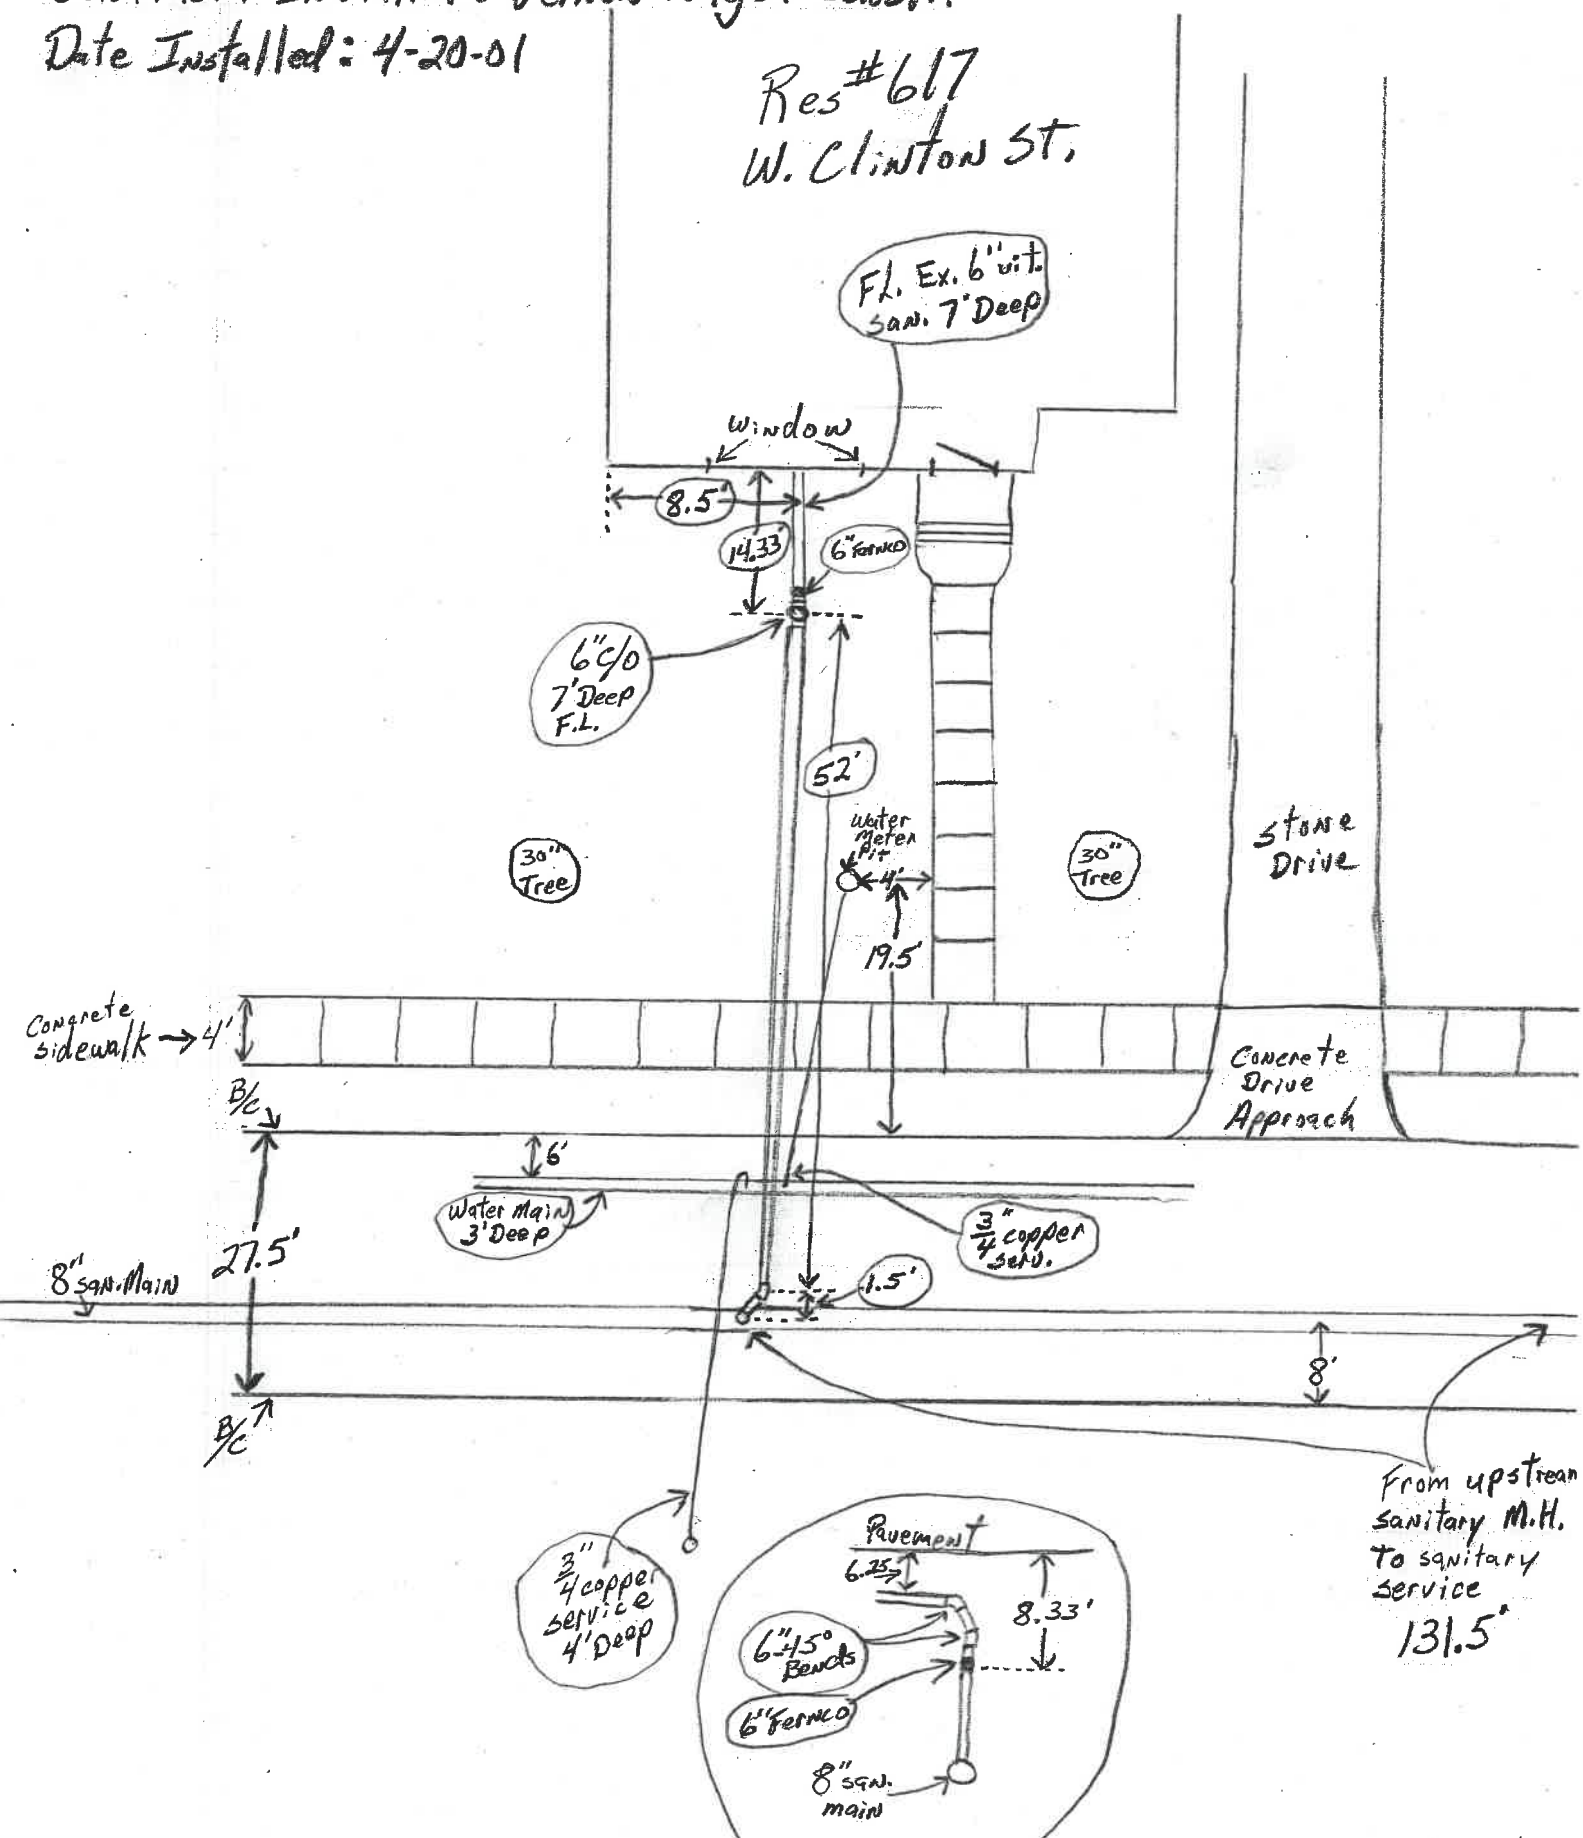 Date Installed: 4-20-01
Res #617
W. Clinton St.
F.L. Ex. 6" vit.
san. 7' Deep
window
8.5'
14.33'
6" Fernco
6" c/o
7' Deep
F.L.
52'
Water
Meter
Pit
4'
19.5'
30"
Tree
30"
Tree
Stone
Drive
Concrete
sidewalk → 4'
Concrete
Drive
Approach
B/C
6'
Water Main
3' Deep
3/4" copper
serv.
27.5'
8" san. Main
1.5'
8'
B/C
From upstream
sanitary M.H.
To sanitary
service
131.5'
3/4" copper
service
4' Deep
Pavement
6.25
8.33'
6"-45°
Bends
6" Fernco
8" san.
main